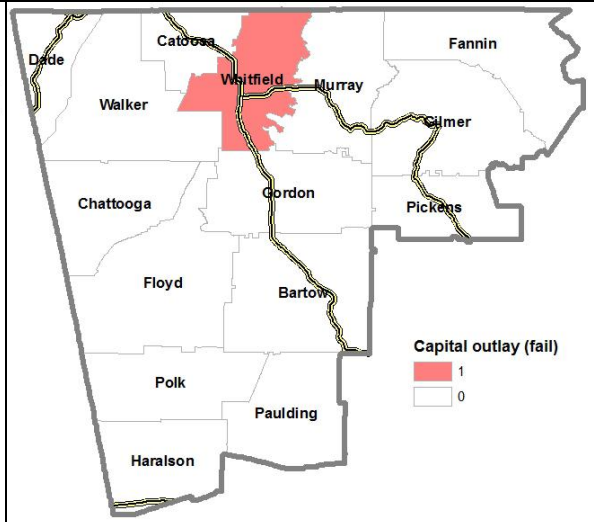 Catoosa
Fannin
Dade
Whitfield
Murray
Walker
Gilmer
Gordon
Chattooga
Pickens
Floyd
Bartow
Capital outlay (fail)
1
0
Polk
Paulding
Haralson